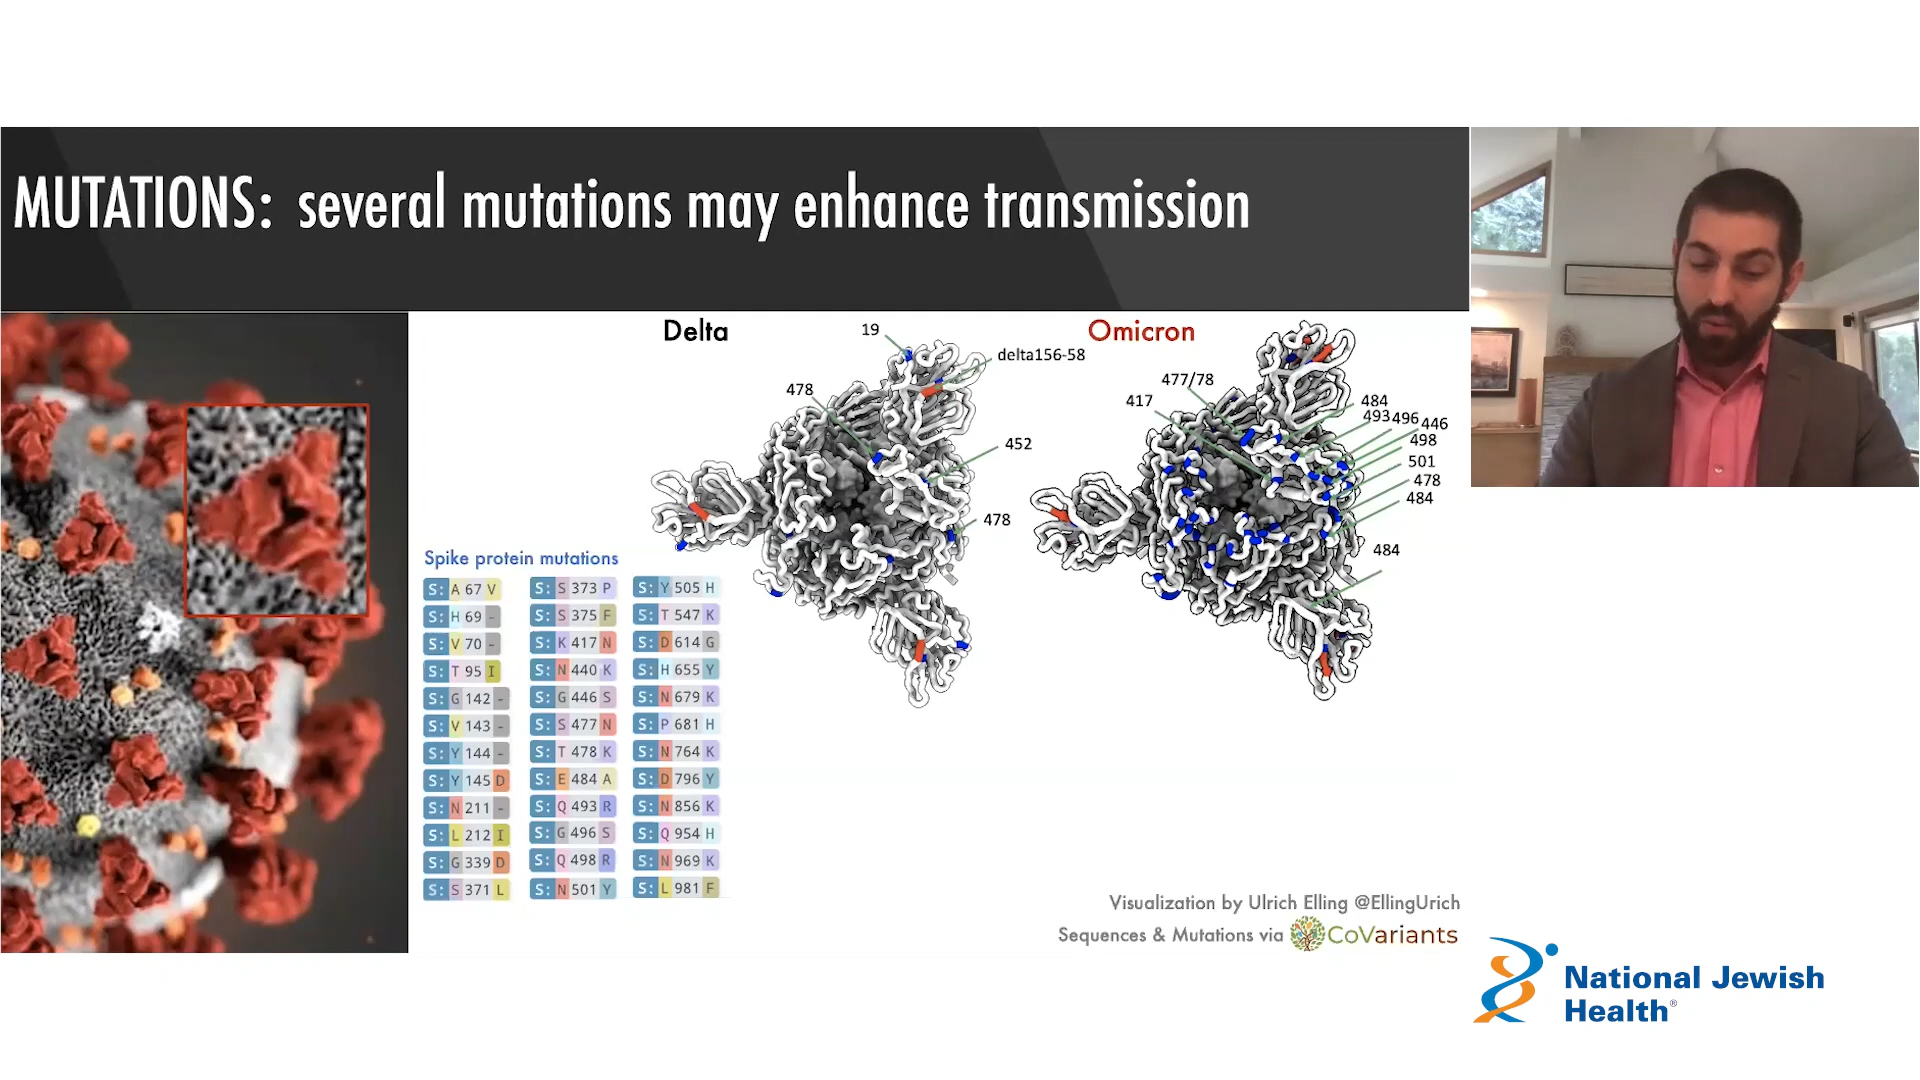 MUTATIONS: several mutations may enhance transmission
Delta
19
delta156-58
478
452
478
Omicron
477/78
417
484
493 496 446
498
501
478
484
484
Spike protein mutations
S: A 67 V
S: H 69 -
S: V 70 -
S: T 95 I
S: G 142 -
S: V 143 -
S: Y 144 -
S: Y 145 D
S: N 211 -
S: L 212 I
S: G 339 D
S: S 371 L
S: S 373 P
S: S 375 F
S: K 417 N
S: N 440 K
S: G 446 S
S: S 477 N
S: T 478 K
S: E 484 A
S: Q 493 R
S: G 496 S
S: Q 498 R
S: N 501 Y
S: Y 505 H
S: T 547 K
S: D 614 G
S: H 655 Y
S: N 679 K
S: P 681 H
S: N 764 K
S: D 796 Y
S: N 856 K
S: Q 954 H
S: N 969 K
S: L 981 F
Visualization by Ulrich Elling @EllingUrich
Sequences & Mutations via CoVariants
National Jewish
Health®